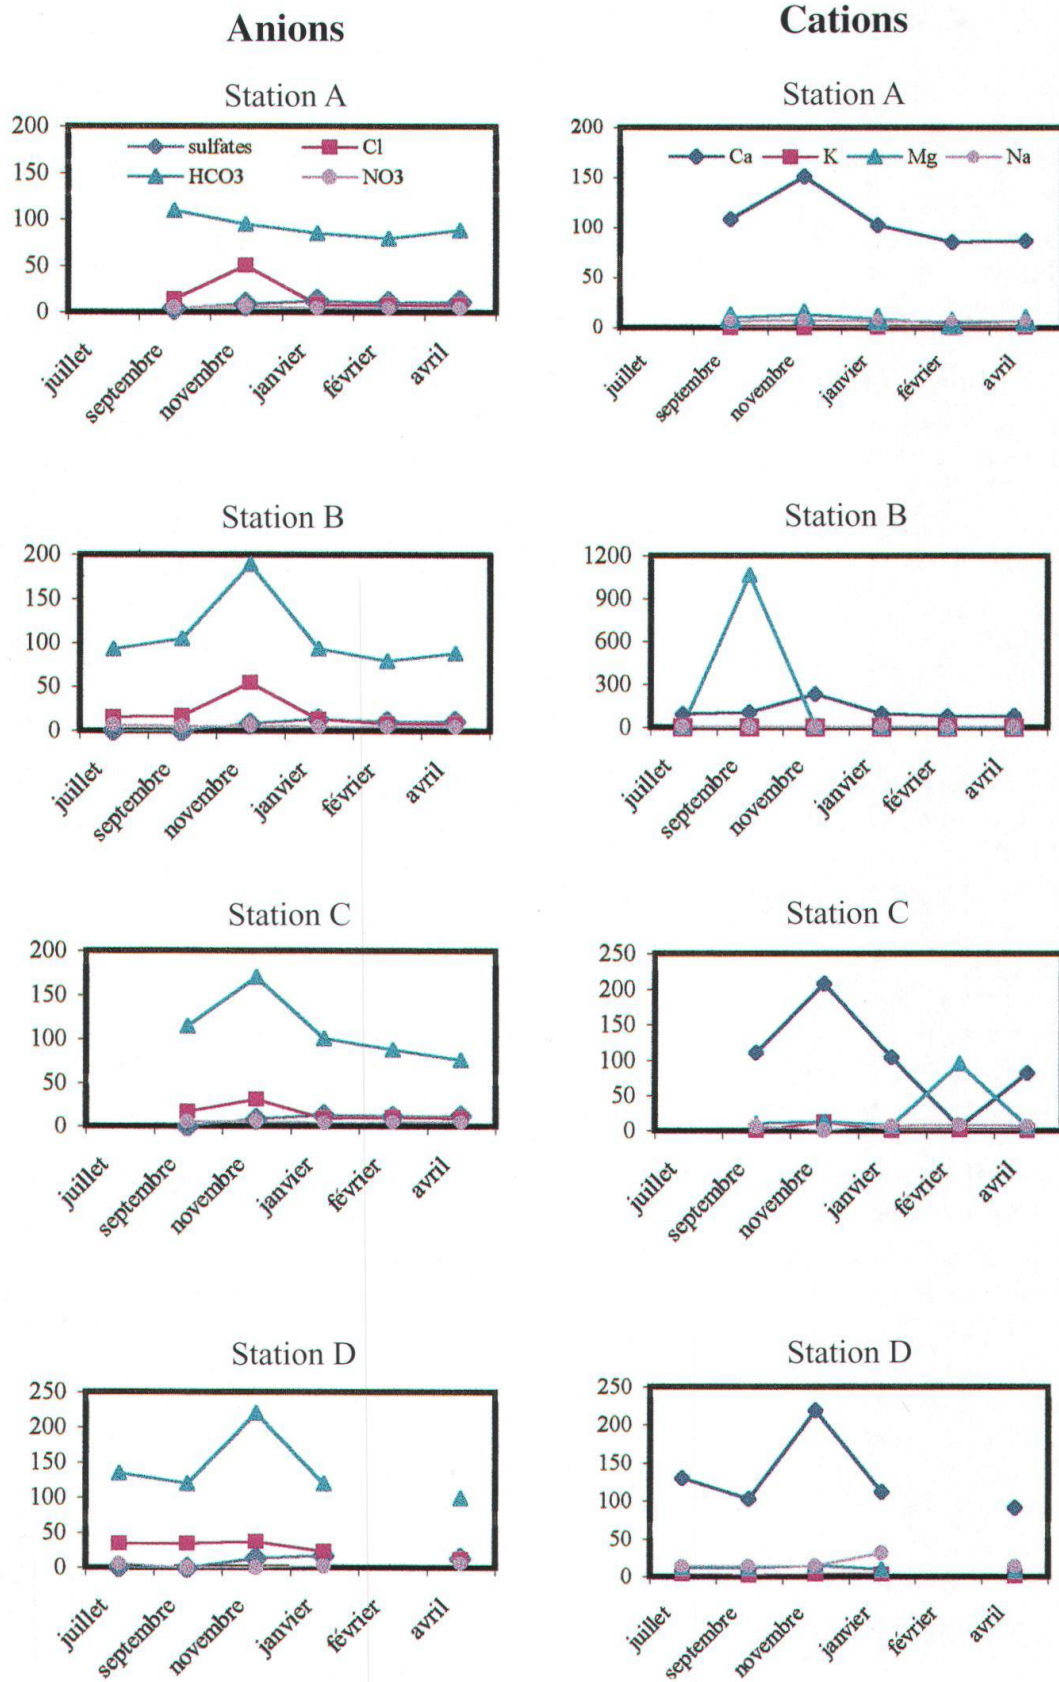 Anions
Cations
Station A
200
150
100
50
0
sulfates
Cl
HCO3
NO3
juillet
septembre
novembre
janvier
février
avril
Station A
200
150
100
50
0
Ca
K
Mg
Na
juillet
septembre
novembre
janvier
février
avril
Station B
200
150
100
50
0
juillet
septembre
novembre
janvier
février
avril
Station B
1200
900
600
300
0
juillet
septembre
novembre
janvier
février
avril
Station C
200
150
100
50
0
juillet
septembre
novembre
janvier
février
avril
Station C
250
200
150
100
50
0
juillet
septembre
novembre
janvier
février
avril
Station D
250
200
150
100
50
0
juillet
septembre
novembre
janvier
février
avril
Station D
250
200
150
100
50
0
juillet
septembre
novembre
janvier
février
avril